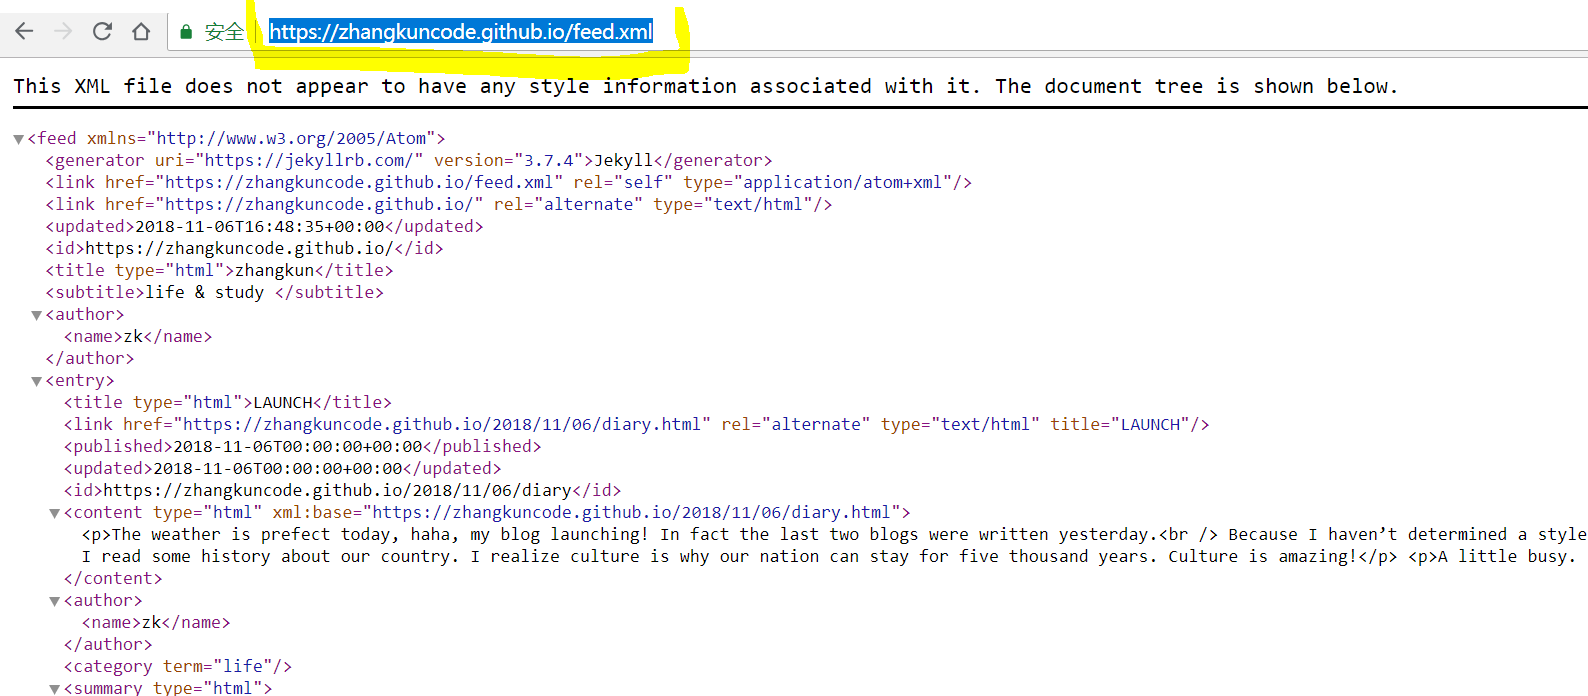 安全 https://zhangkuncode.github.io/feed.xml
This XML file does not appear to have any style information associated with it. The document tree is shown below.
▼<feed xmlns="http://www.w3.org/2005/Atom">
<generator uri="https://jekyllrb.com/" version="3.7.4">Jekyll</generator>
<link href="https://zhangkuncode.github.io/feed.xml" rel="self" type="application/atom+xml"/>
<link href="https://zhangkuncode.github.io/" rel="alternate" type="text/html"/>
<updated>2018-11-06T16:48:35+00:00</updated>
<id>https://zhangkuncode.github.io/</id>
<title type="html">zhangkun</title>
<subtitle>life & study </subtitle>
▼<author>
<name>zk</name>
</author>
▼<entry>
<title type="html">LAUNCH</title>
<link href="https://zhangkuncode.github.io/2018/11/06/diary.html" rel="alternate" type="text/html" title="LAUNCH"/>
<published>2018-11-06T00:00:00+00:00</published>
<updated>2018-11-06T00:00:00+00:00</updated>
<id>https://zhangkuncode.github.io/2018/11/06/diary</id>
▼<content type="html" xml:base="https://zhangkuncode.github.io/2018/11/06/diary.html">
<p>The weather is prefect today, haha, my blog launching! In fact the last two blogs were written yesterday.<br /> Because I haven’t determined a style
I read some history about our country. I realize culture is why our nation can stay for five thousand years. Culture is amazing!</p> <p>A little busy.
</content>
▼<author>
<name>zk</name>
</author>
<category term="life"/>
▼<summary type="html">